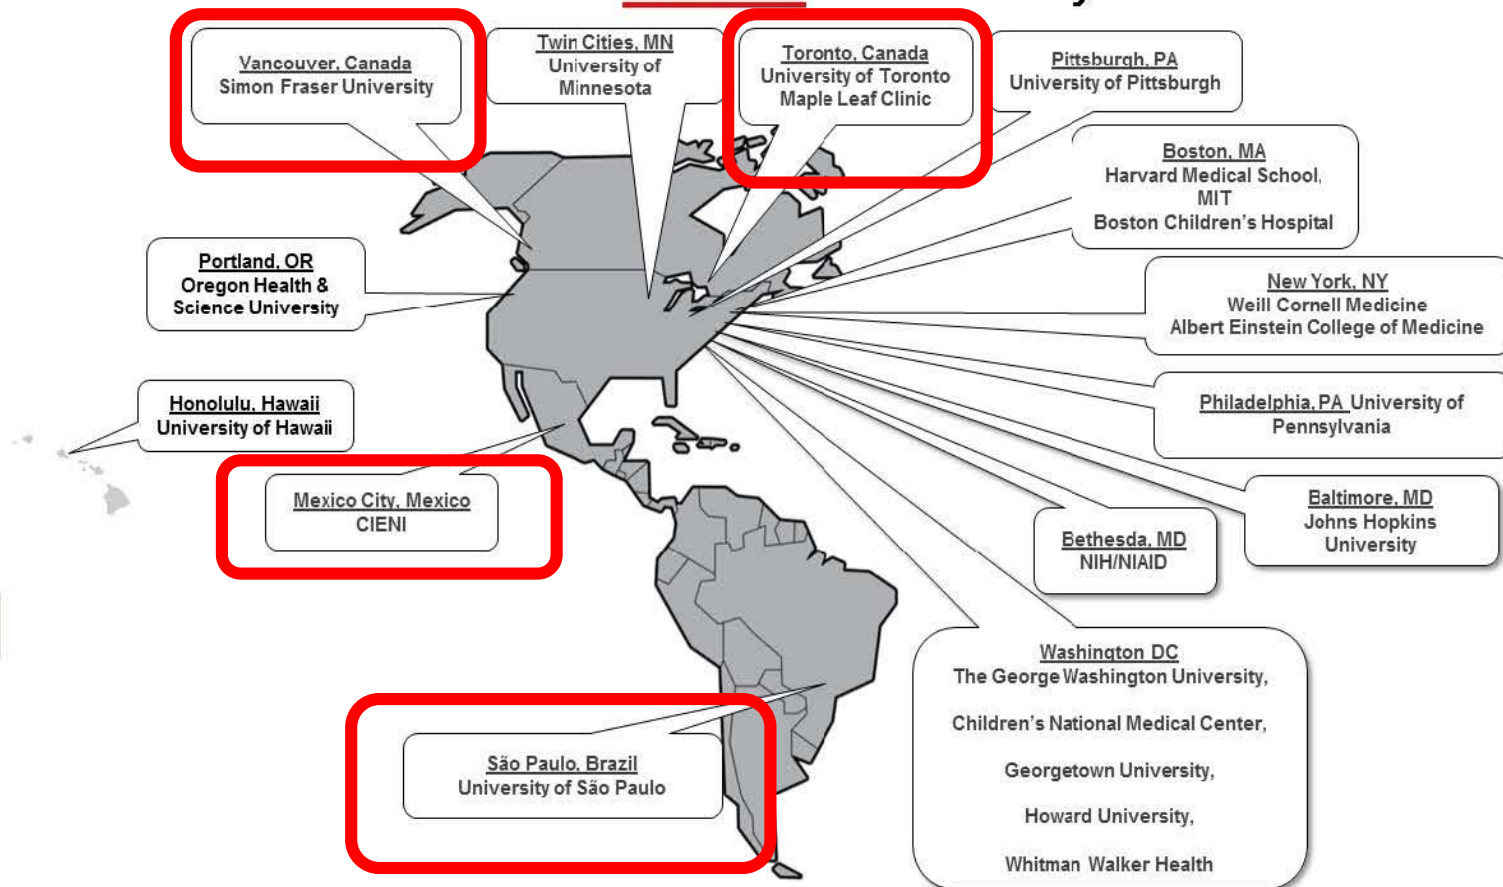 Vancouver, Canada
Simon Fraser University
Twin Cities, MN
University of
Minnesota
Toronto, Canada
University of Toronto
Maple Leaf Clinic
Pittsburgh, PA
University of Pittsburgh
Boston, MA
Harvard Medical School,
MIT
Boston Children's Hospital
Portland, OR
Oregon Health &
Science University
New York, NY
Weill Cornell Medicine
Albert Einstein College of Medicine
Honolulu, Hawaii
University of Hawaii
Philadelphia, PA University of
Pennsylvania
Mexico City, Mexico
CIENI
Baltimore, MD
Johns Hopkins
University
Bethesda, MD
NIH/NIAID
Washington DC
The George Washington University,
Children's National Medical Center,
Georgetown University,
Howard University,
Whitman Walker Health
São Paulo, Brazil
University of São Paulo